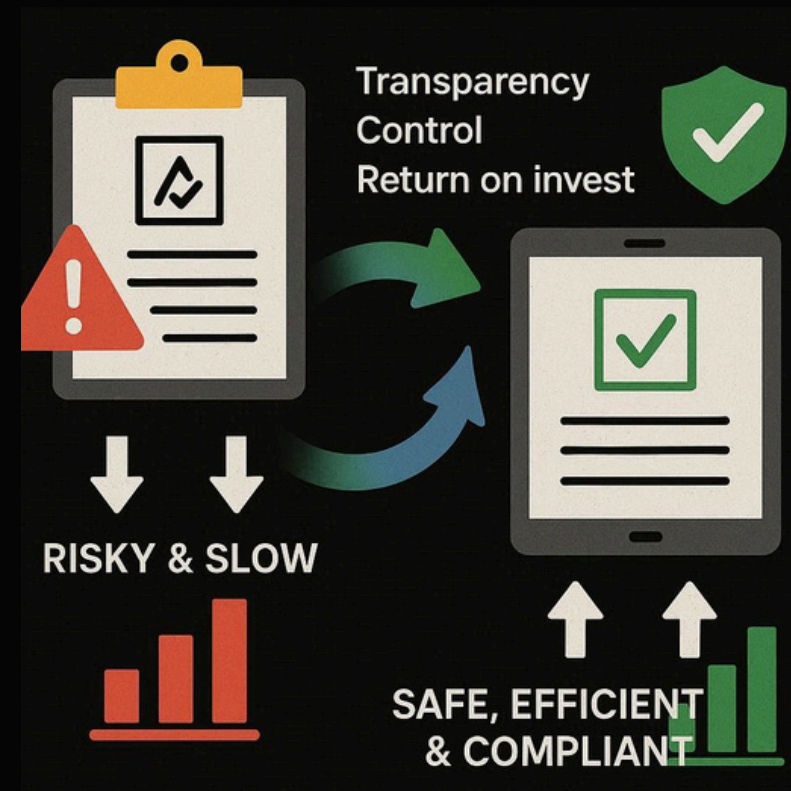 Transparency
Control
Return on invest
RISKY & SLOW
SAFE, EFFICIENT
& COMPLIANT